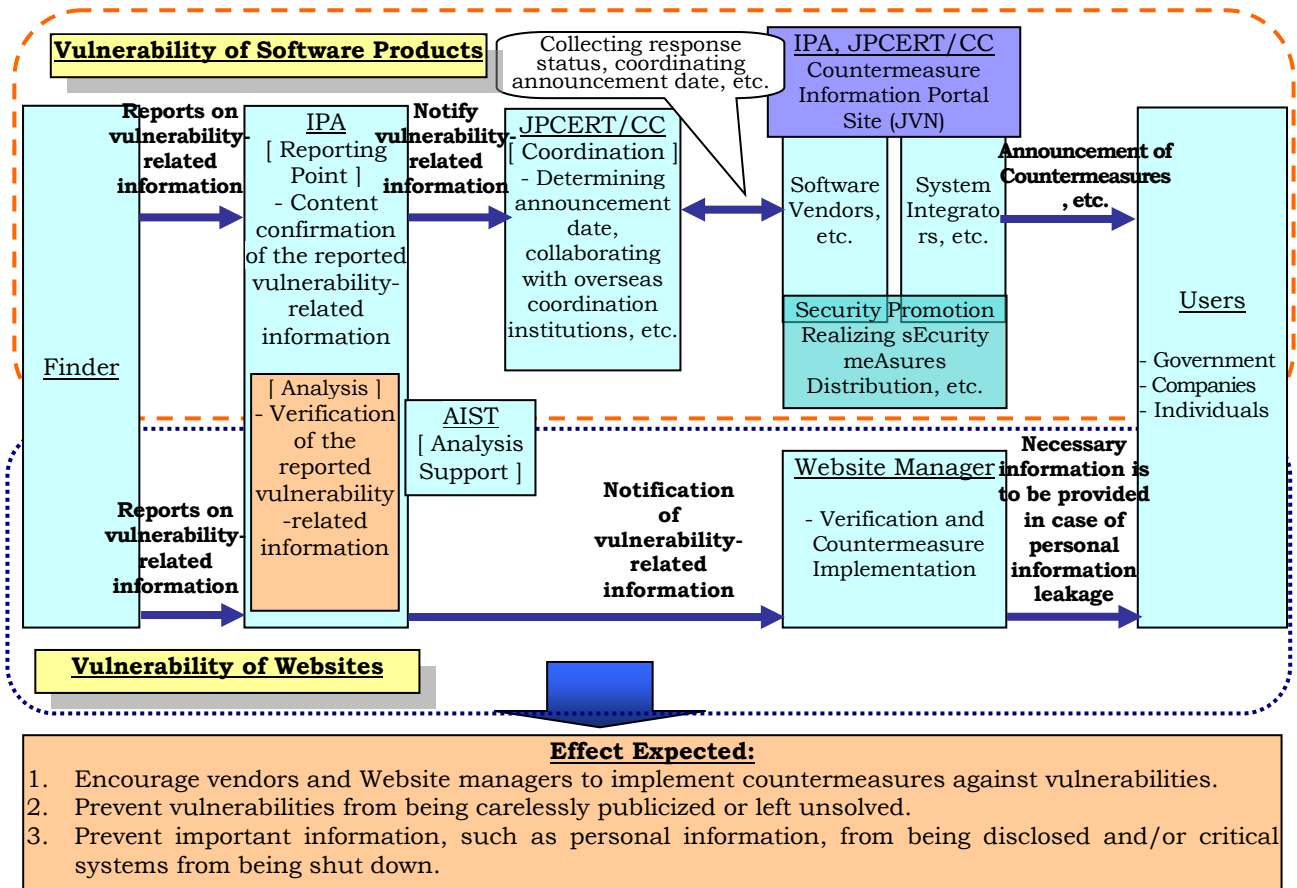 Vulnerability of Software Products
Collecting response
status, coordinating
announcement date, etc.
IPA, JPCERT/CC
Countermeasure
Information Portal
Site (JVN)
Finder
Reports on
vulnerability-
related
information
IPA
[ Reporting
Point ]
- Content
confirmation
of the reported
vulnerability-
related
information
Notify
vulnerability-
related
information
JPCERT/CC
[ Coordination ]
- Determining
announcement
date,
collaborating
with overseas
coordination
institutions, etc.
Software
Vendors,
etc.
System
Integrato
rs, etc.
Security Promotion
Realizing sEcurity
meAsures
Distribution, etc.
Announcement of
Countermeasures
, etc.
Users
- Government
- Companies
- Individuals
[ Analysis ]
- Verification
of the
reported
vulnerability
-related
information
AIST
[ Analysis
Support ]
Reports on
vulnerability-
related
information
Notification
of
vulnerability-
related
information
Website Manager
- Verification and
Countermeasure
Implementation
Necessary
information is
to be provided
in case of
personal
information
leakage
Vulnerability of Websites
Effect Expected:
1. Encourage vendors and Website managers to implement countermeasures against vulnerabilities.
2. Prevent vulnerabilities from being carelessly publicized or left unsolved.
3. Prevent important information, such as personal information, from being disclosed and/or critical
systems from being shut down.